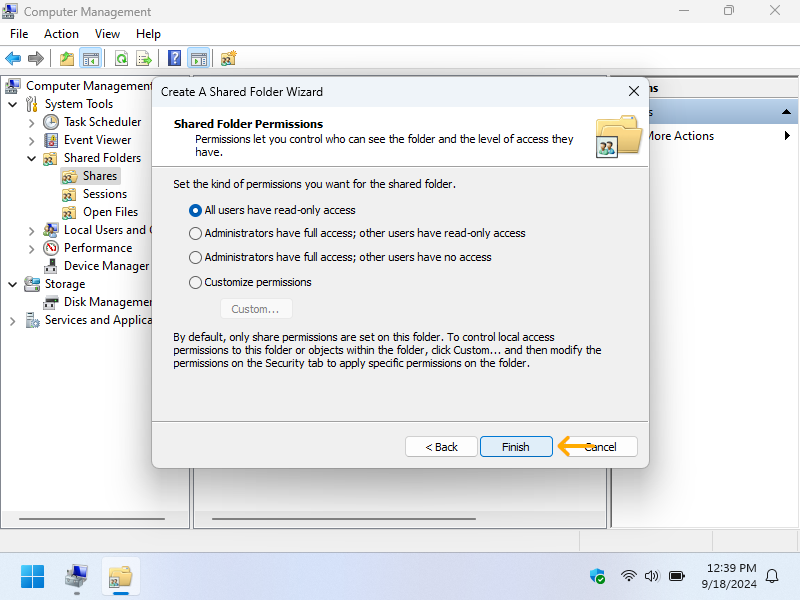 Computer Management
File Action View Help
Computer Management
System Tools
Task Scheduler
Event Viewer
Shared Folders
Shares
Sessions
Open Files
Local Users and
Performance
Device Manager
Storage
Disk Managemen
Services and Applica
Create A Shared Folder Wizard
Shared Folder Permissions
Permissions let you control who can see the folder and the level of access they
have.
Set the kind of permissions you want for the shared folder.
All users have read-only access
Administrators have full access; other users have read-only access
Administrators have full access; other users have no access
Customize permissions
Custom...
By default, only share permissions are set on this folder. To control local access
permissions to this folder or objects within the folder, click Custom... and then modify the
permissions on the Security tab to apply specific permissions on the folder.
< Back
Finish
Cancel
ns
s
More Actions
12:39 PM
9/18/2024